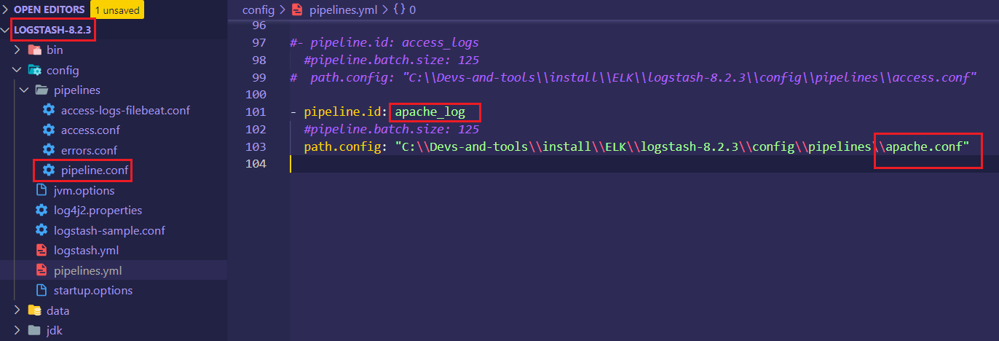 OPEN EDITORS 1 unsaved
LOGSTASH-8.2.3
bin
config
pipelines
access-logs-filebeat.conf
access.conf
errors.conf
pipeline.conf
jvm.options
log4j2.properties
logstash-sample.conf
logstash.yml
pipelines.yml
startup.options
data
jdk
config > pipelines.yml > {} 0
96
97 #- pipeline.id: access_logs
98 #pipeline.batch.size: 125
99 #  path.config: "C:\\Devs-and-tools\\install\\ELK\\logstash-8.2.3\\config\\pipelines\\access.conf"
100
101 - pipeline.id: apache_log
102 #pipeline.batch.size: 125
103 path.config: "C:\\Devs-and-tools\\install\\ELK\\logstash-8.2.3\\config\\pipelines\\apache.conf"
104